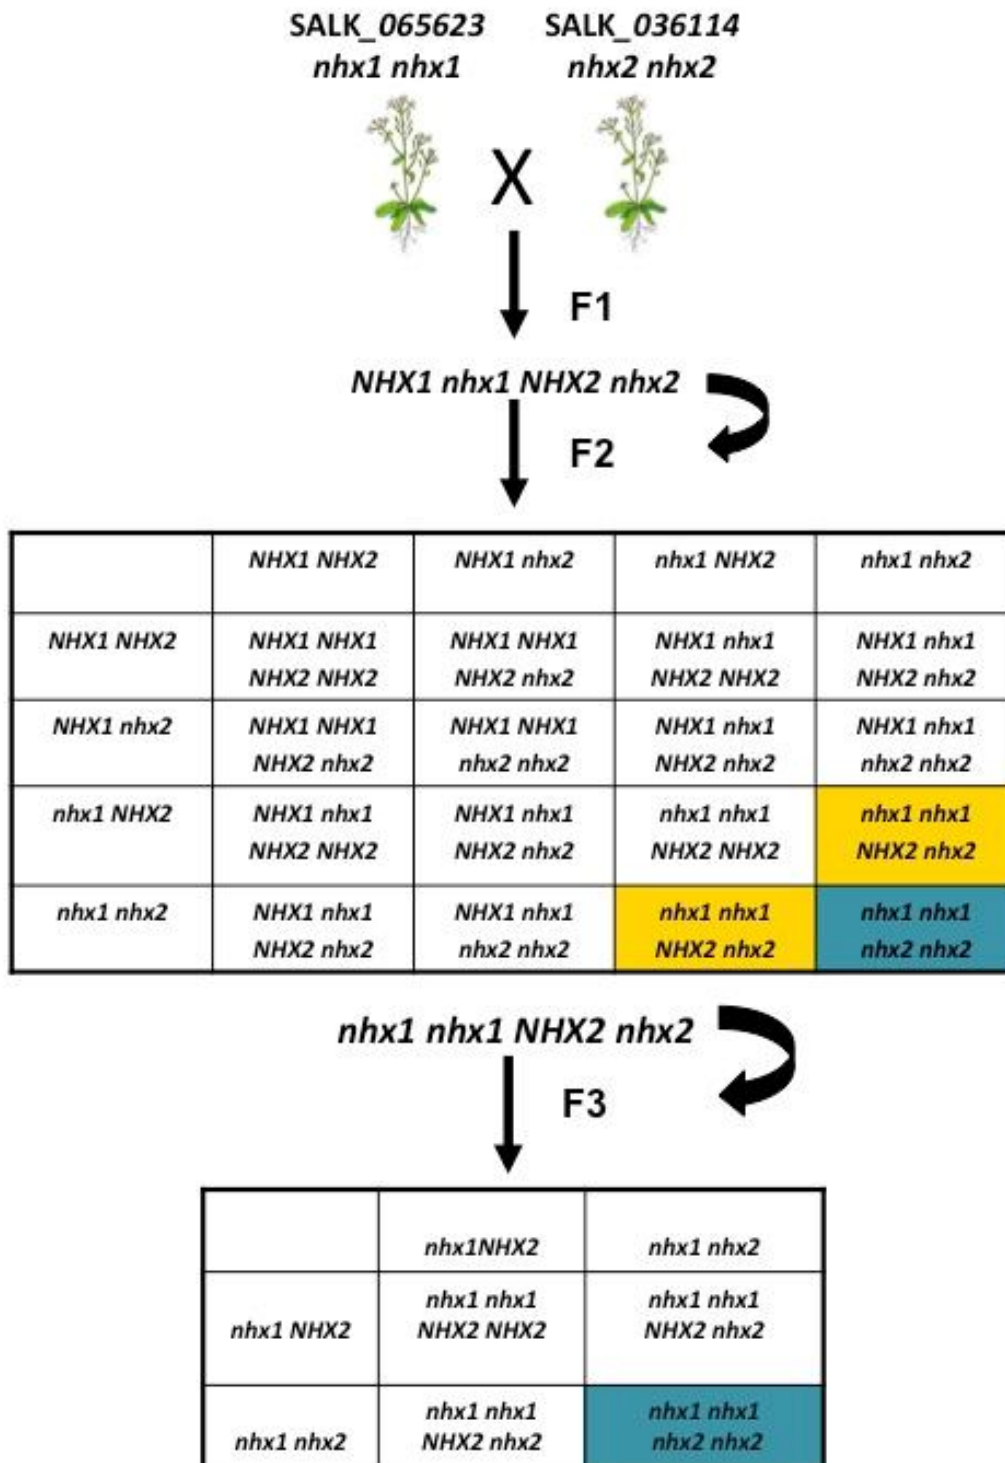 SALK_065623 SALK_036114
nhx1 nhx1 nhx2 nhx2
X
F1
NHX1 nhx1 NHX2 nhx2
F2
NHX1 NHX2 NHX1 nhx2 nhx1 NHX2 nhx1 nhx2
NHX1 NHX2 NHX1 NHX1 NHX1 NHX1 NHX1 nhx1 NHX1 nhx1
NHX2 NHX2 NHX2 nhx2 NHX2 NHX2 NHX2 nhx2
NHX1 nhx2 NHX1 NHX1 NHX1 NHX1 NHX1 nhx1 NHX1 nhx1
NHX2 nhx2 nhx2 nhx2 NHX2 nhx2 nhx2 nhx2
nhx1 NHX2 NHX1 nhx1 NHX1 nhx1 nhx1 nhx1 nhx1 nhx1
NHX2 NHX2 NHX2 nhx2 NHX2 NHX2 NHX2 nhx2
nhx1 nhx2 NHX1 nhx1 NHX1 nhx1 nhx1 nhx1 nhx1 nhx1
NHX2 nhx2 nhx2 nhx2 NHX2 nhx2 nhx2 nhx2
nhx1 nhx1 NHX2 nhx2
F3
nhx1NHX2 nhx1 nhx2
nhx1 nhx1 nhx1 nhx1
nhx1 NHX2 NHX2 NHX2 NHX2 nhx2
nhx1 nhx1 nhx1 nhx1
nhx1 nhx2 NHX2 nhx2 nhx2 nhx2